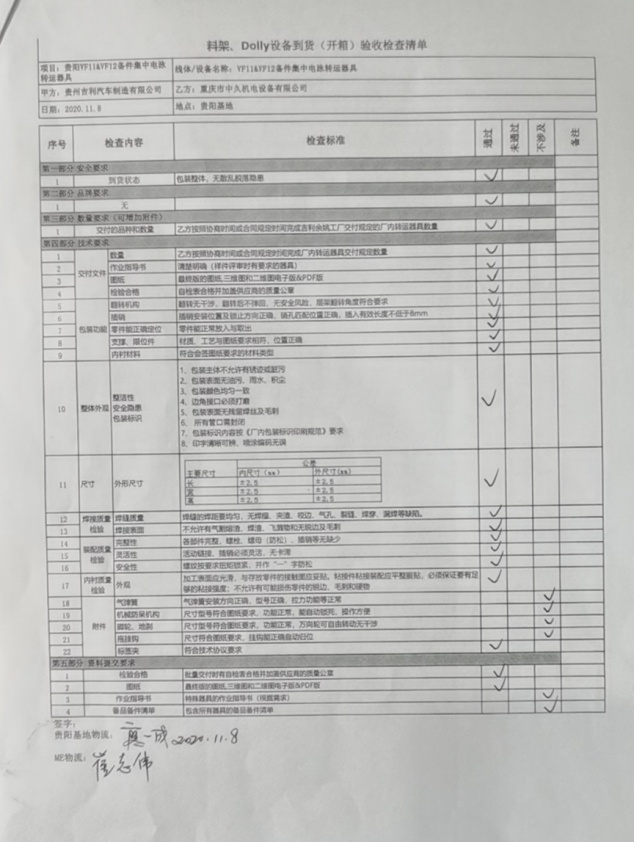 料架、Dolly设备到货（开箱）验收检查清单
项目：贵阳VF11&VF12备件集中电泳转运器具 线体/设备名称：VF11&VF12备件集中电泳转运器具
甲方：贵州吉利汽车制造有限公司 乙方：重庆市中久机电设备有限公司
日期：2020.11.8 地点：贵阳基地
序号 检查内容 检查标准 通过 未通过 不涉及 备注
第一部分 安全要求
1 到货状态 包装整体，无散乱脱落隐患 ✓
第二部分 品牌要求
1 无 ✓
第三部分 数量要求（可增加附件）
1 交付的品种和数量 乙方按照协商时间或合同规定时间完成吉利余姚工厂交付规定的厂内转运器具数量 ✓
第四部分 技术要求
1 交付文件 数量 乙方按照协商时间或合同规定时间完成厂内转运器具交付规定数量 ✓
2 作业指导书 清楚明确（样件评审时有要求的器具） ✓
3 图纸 最终版的图纸,三维图和二维图电子版&PDF版 ✓
4 检验合格 自检表合格并加盖供应商的质量公章 ✓
5 包装功能 翻转机构 翻转无干涉，翻转后不弹回，无安全风险，层架翻转角度符合要求 ✓
6 插销 插销安装位置及锁止方向正确，销孔匹配位置正确，插入有效长度不低于8mm ✓
7 零件能正确定位 零件能正常放入与取出 ✓
8 支撑、限位件 材质、工艺与图纸要求相符，位置正确 ✓
9 内衬材料 符合会签图纸要求的材料类型 ✓
10 整体外观 整洁性 安全隐患 包装标识 ✓
1、包装主体不允许有锈迹或脏污
2、包装表面无油污、雨水、积尘
3、包装颜色均匀一致
4、边角接口必须打磨
5、包装表面无残留焊丝及毛刺
6、所有管口需封闭
7、包装标识内容按《厂内包装标识印刷规范》要求
8、印字清晰可辨，喷涂编码无误
11 尺寸 外形尺寸 ✓
公差
主要尺寸 内尺寸（mm） 外尺寸(mm)
长 ±2.5 ±2.5
宽 ±2.5 ±2.5
高 ±2.5 ±2.5
12 焊接质量检验 焊缝质量 焊缝的焊距要均匀、无焊榴、夹渣、咬边、气孔、裂缝、焊穿、漏焊等缺陷。 ✓
13 焊接表面 不允许有气割熔渣、焊渣、飞溅物和无锐边及毛刺 ✓
14 装配质量检验 完整性 各部件完整，螺栓、螺母（防松）、插销等无缺少 ✓
15 灵活性 活动链接、插销必须灵活，无卡滞 ✓
16 安全性 螺纹按要求扭矩锁紧，并作“一”字防松 ✓
17 内衬质量检验 外观 加工表面应光滑，与存放零件的接触面应妥贴。粘接件粘接装配应平整服贴，必须保证要有足够的粘接强度；不允许有可能损伤零件的锐边、毛刺和硬物 ✓
18 附件 气弹簧 气弹簧安装方向正确，型号正确、拉力功能等正常 ✓
19 机械防呆机构 尺寸型号符合图纸要求、功能正常、能自动锁死，操作方便 ✓
20 脚轮、地刹 尺寸型号符合图纸要求、功能正常、万向轮可自由转动无干涉 ✓
21 拖挂钩 尺寸符合图纸要求、挂钩能正确自动归位 ✓
22 标签夹 符合技术协议要求 ✓
第五部分 资料提交要求
1 检验合格 批量交付时有自检表合格并加盖供应商的质量公章 ✓
2 图纸 最终版的图纸,三维图和二维图电子版&PDF版 ✓
3 作业指导书 特殊器具的作业指导书（按需需求） ✓
4 备品备件清单 包含所有器具的备品备件清单 ✓
签字：
贵阳基地物流： 2020.11.8
ME物流：崔志伟